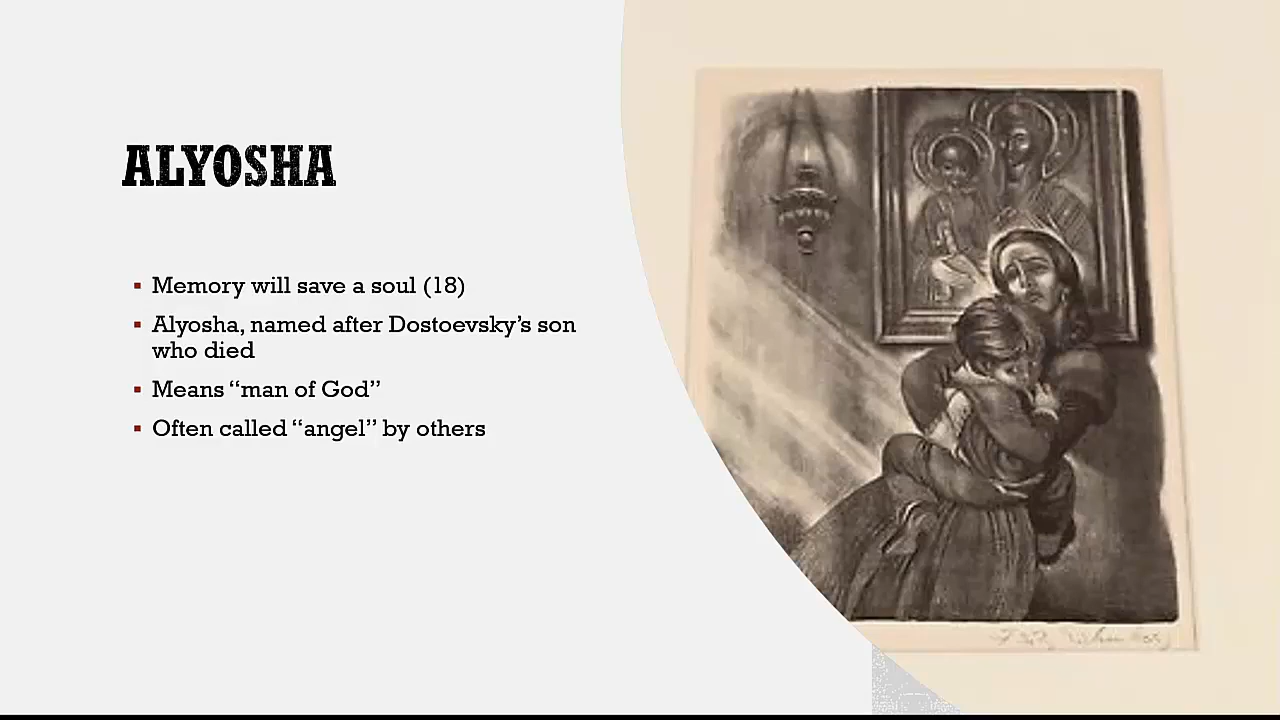 ALYOSHA
Memory will save a soul (18)
Alyosha, named after Dostoevsky’s son
who died
Means “man of God”
Often called “angel” by others